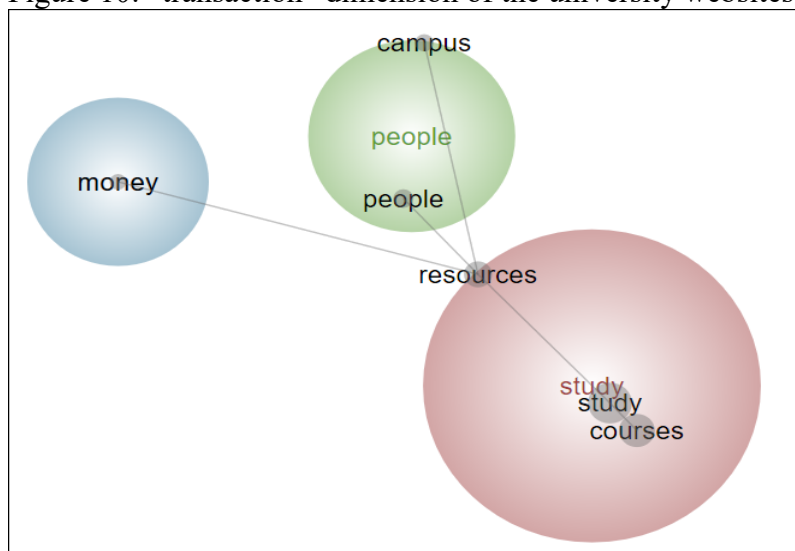 Figure 10: "transaction" dimension of the university websites
campus
people
money
people
resources
study
study
courses